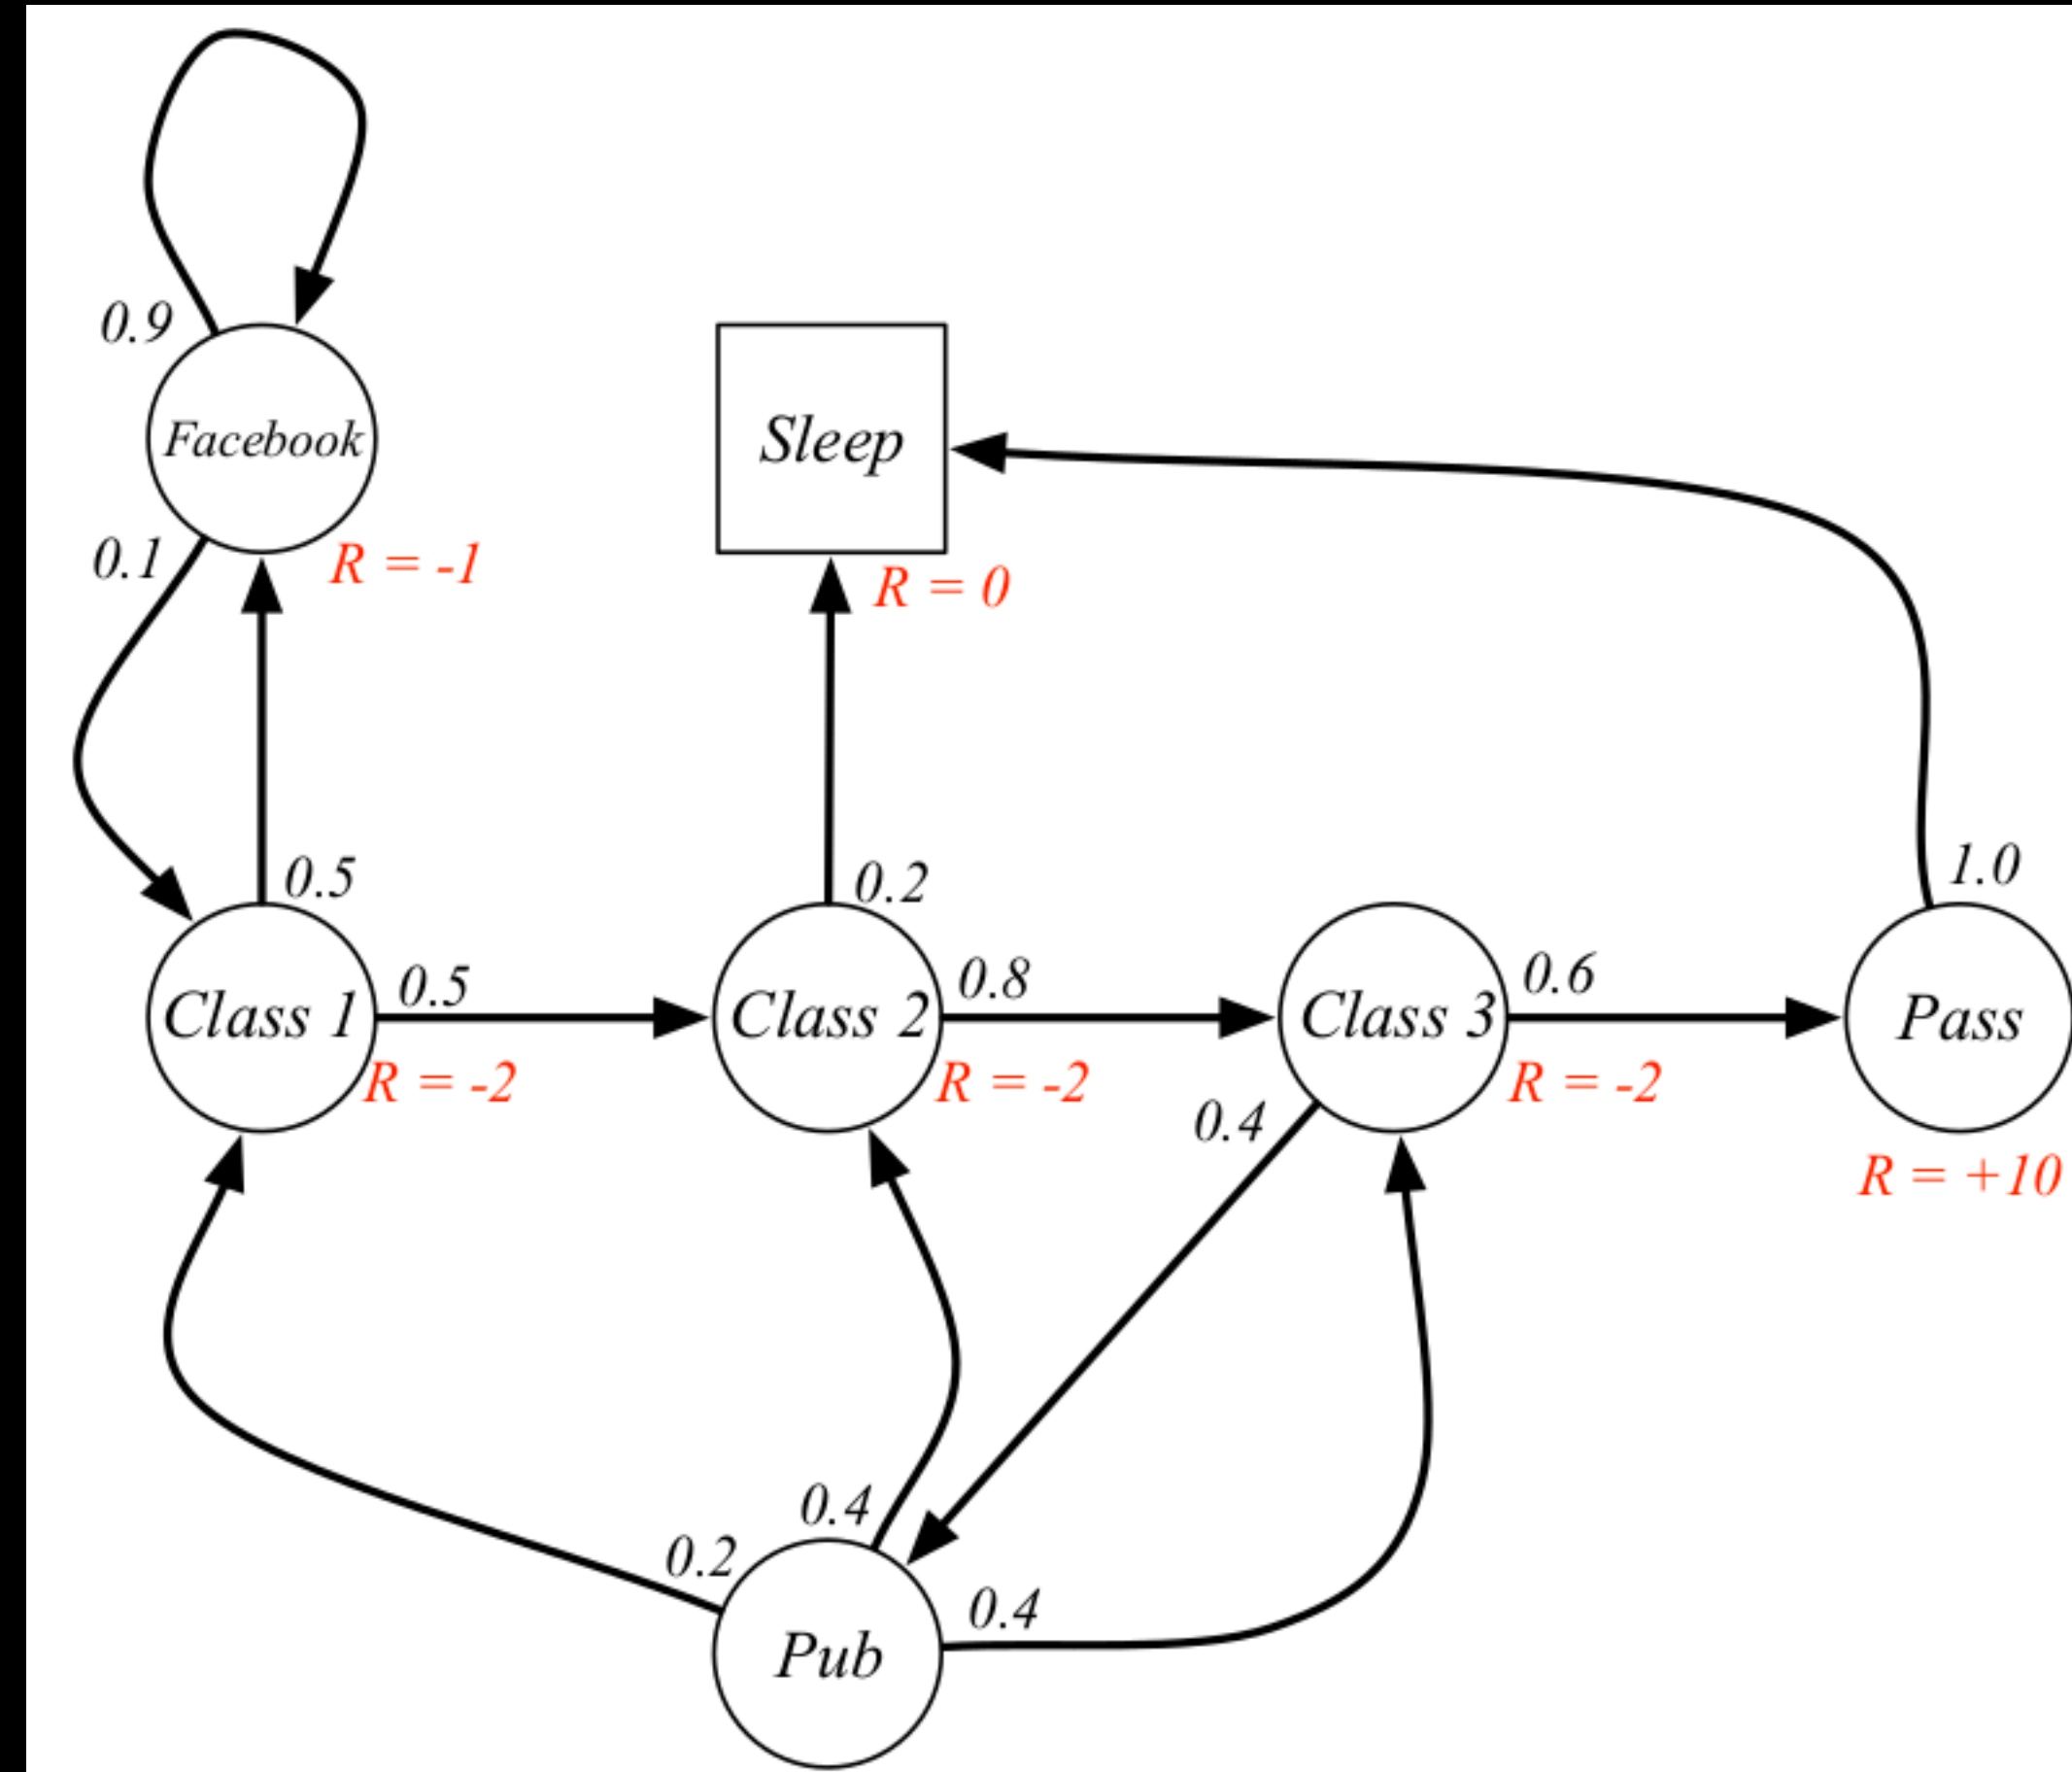 0.9
Facebook
Sleep
0.1
R = -1
R = 0
0.5
0.2
1.0
Class 1
0.5
Class 2
0.8
Class 3
0.6
Pass
R = -2
R = -2
R = -2
0.4
R = +10
0.4
0.2
0.4
Pub